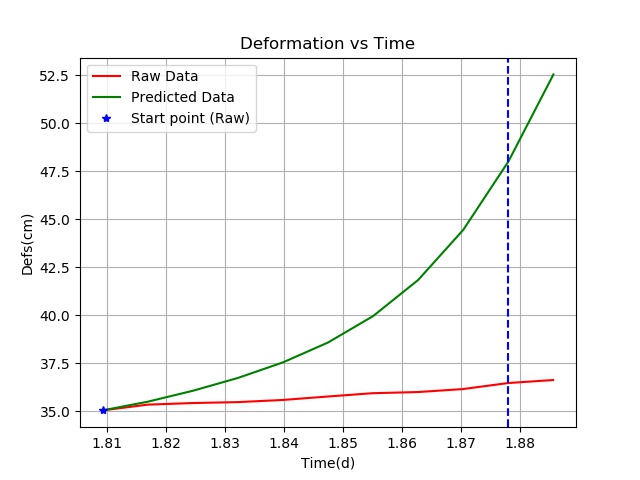 Deformation vs Time
Raw Data
Predicted Data
Start point (Raw)
Defs(cm)
52.5
50.0
47.5
45.0
42.5
40.0
37.5
35.0
1.81 1.82 1.83 1.84 1.85 1.86 1.87 1.88
Time(d)